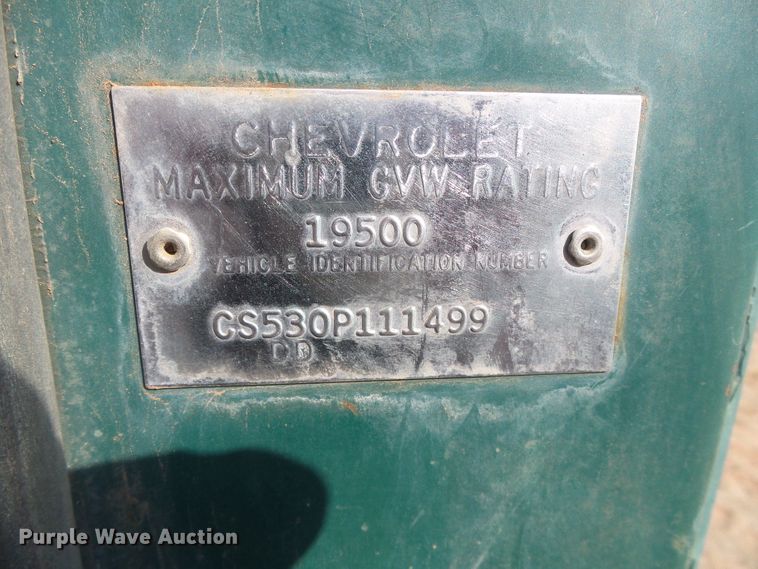 CHEVROLET
MAXIMUM GVW RATING
19500
VEHICLE IDENTIFICATION NUMBER
CS530P111499
DD
Purple Wave Auction